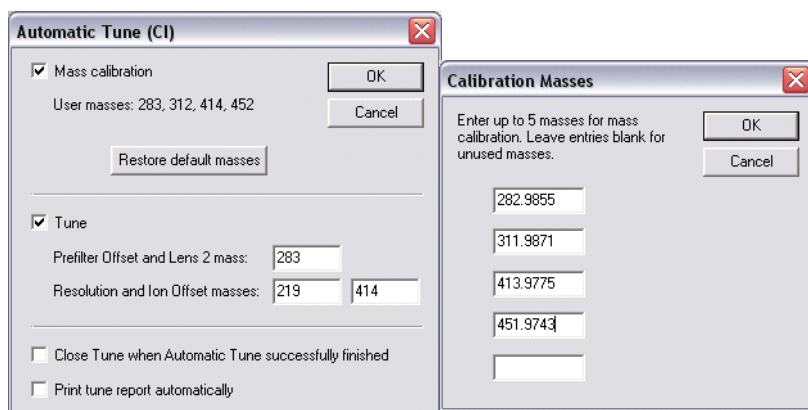 Automatic Tune (CI)
Mass calibration
OK
User masses: 283, 312, 414, 452
Cancel
Restore default masses
Tune
Prefilter Offset and Lens 2 mass: 283
Resolution and Ion Offset masses: 219 414
Close Tune when Automatic Tune successfully finished
Print tune report automatically
Calibration Masses
Enter up to 5 masses for mass
calibration. Leave entries blank for
unused masses.
OK
Cancel
282.9855
311.9871
413.9775
451.9743